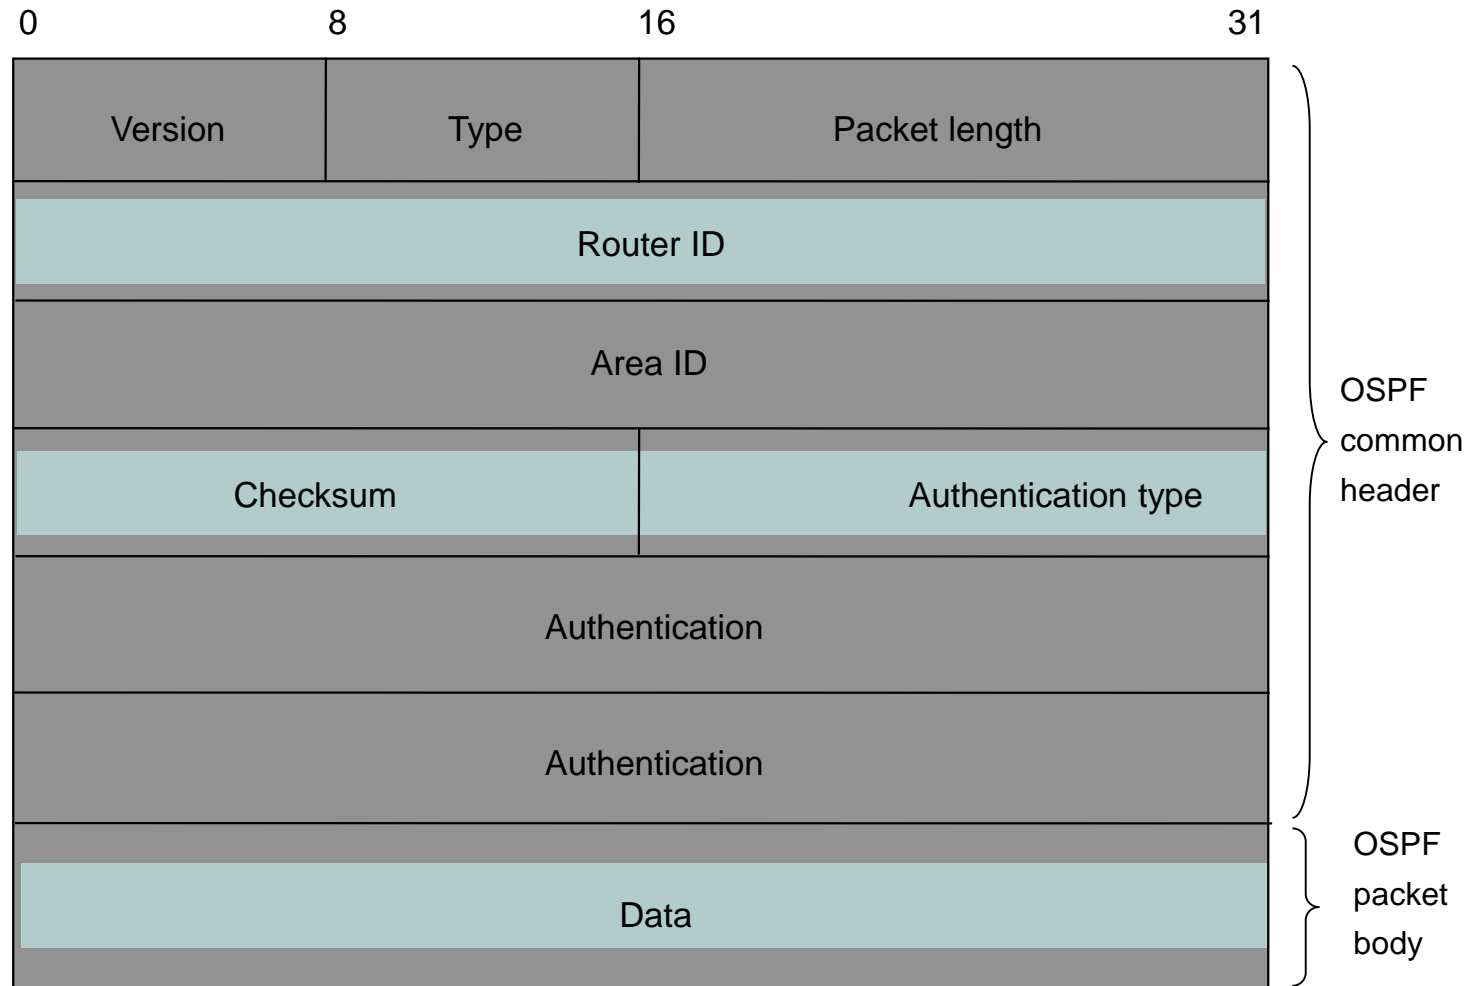 0 8 16 31
Version Type Packet length
Router ID
Area ID
OSPF
common
header
Checksum Authentication type
Authentication
Authentication
OSPF
packet
body
Data